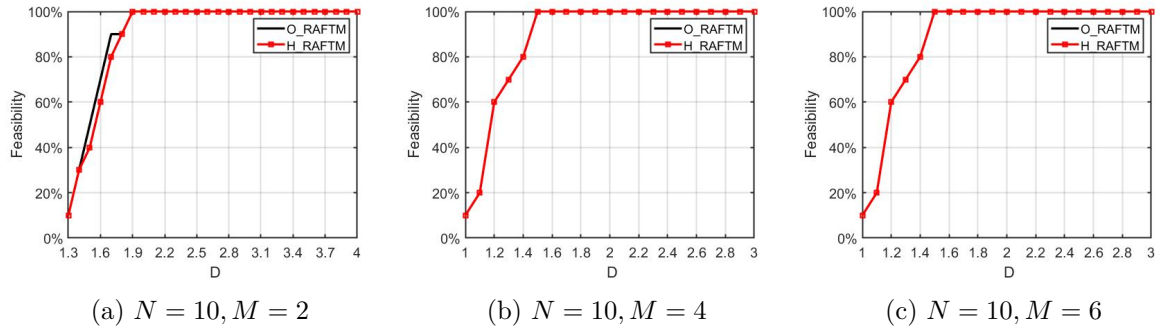 100%
80%
60%
40%
20%
0%
Feasibility
O_RAFTM
H_RAFTM
1.3 1.6 1.9 2.2 2.5 2.8 3.1 3.4 3.7 4
D
(a) N = 10, M = 2
100%
80%
60%
40%
20%
0%
Feasibility
O_RAFTM
H_RAFTM
1 1.2 1.4 1.6 1.8 2 2.2 2.4 2.6 2.8 3
D
(b) N = 10, M = 4
100%
80%
60%
40%
20%
0%
Feasibility
O_RAFTM
H_RAFTM
1 1.2 1.4 1.6 1.8 2 2.2 2.4 2.6 2.8 3
D
(c) N = 10, M = 6